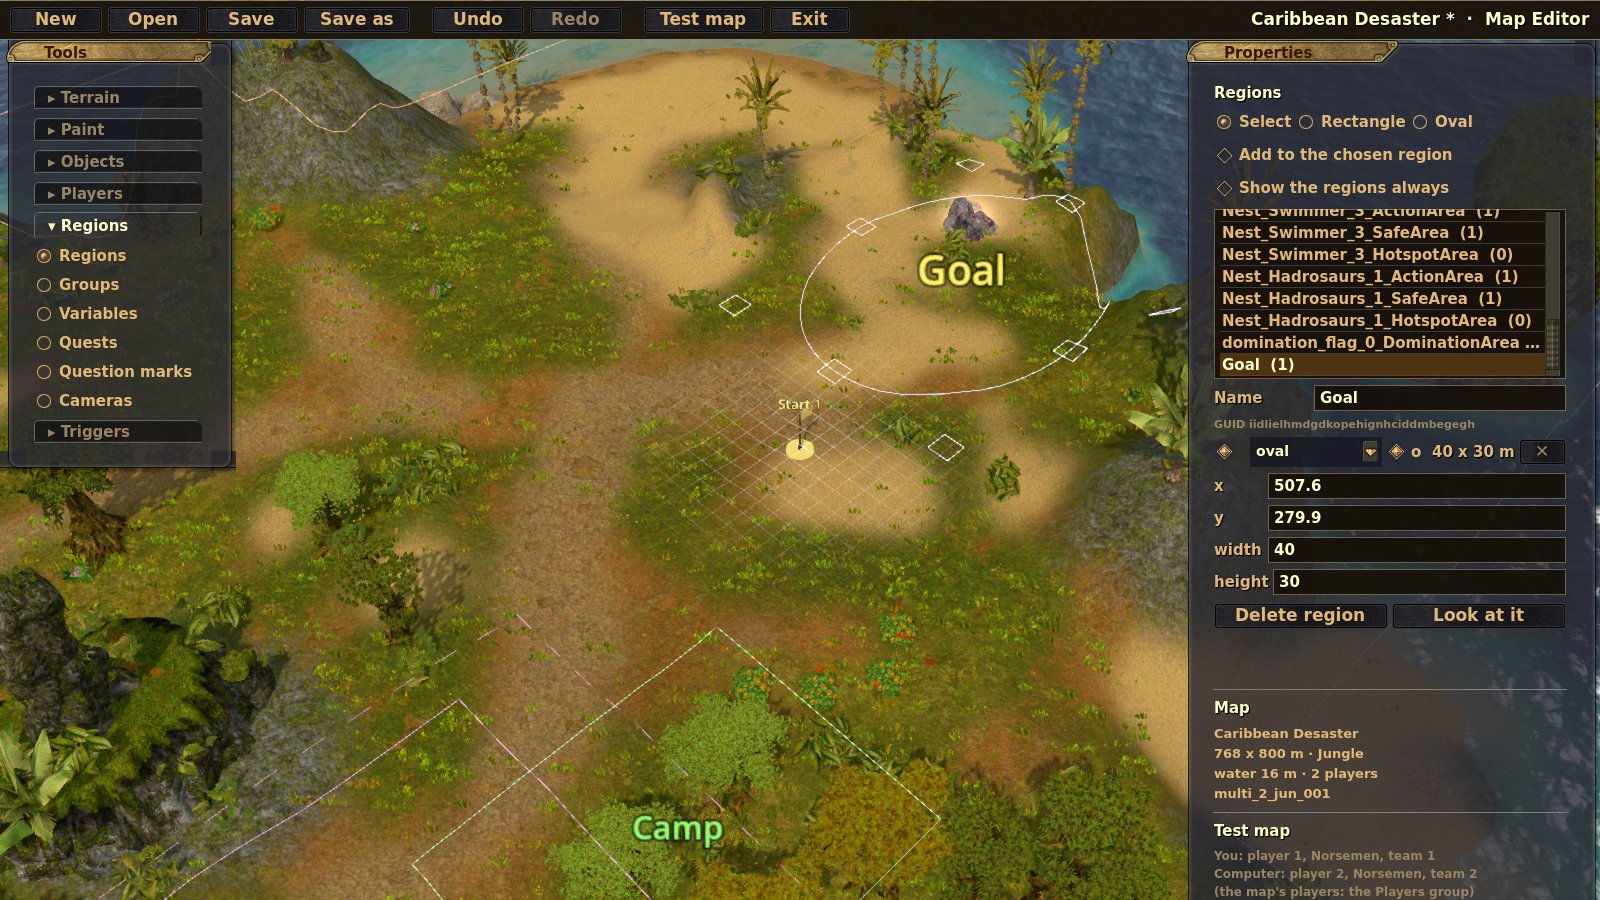 New Open Save Save as Undo Redo Test map Exit Caribbean Desaster * · Map Editor
Tools
▸ Terrain
▸ Paint
▸ Objects
▸ Players
▾ Regions
Regions
Groups
Variables
Quests
Question marks
Cameras
▸ Triggers
Goal
Start 1
Camp
Properties
Regions
Select Rectangle Oval
Add to the chosen region
Show the regions always
Nest_Swimmer_3_ActionArea (1)
Nest_Swimmer_3_SafeArea (1)
Nest_Swimmer_3_HotspotArea (0)
Nest_Hadrosaurs_1_ActionArea (1)
Nest_Hadrosaurs_1_SafeArea (1)
Nest_Hadrosaurs_1_HotspotArea (0)
domination_flag_0_DominationArea ...
Goal (1)
Name Goal
GUID iidlielhmdgdkopehignhciddmbegegh
oval o 40 x 30 m ✕
x 507.6
y 279.9
width 40
height 30
Delete region Look at it
Map
Caribbean Desaster
768 x 800 m · Jungle
water 16 m · 2 players
multi_2_jun_001
Test map
You: player 1, Norsemen, team 1
Computer: player 2, Norsemen, team 2
(the map's players: the Players group)